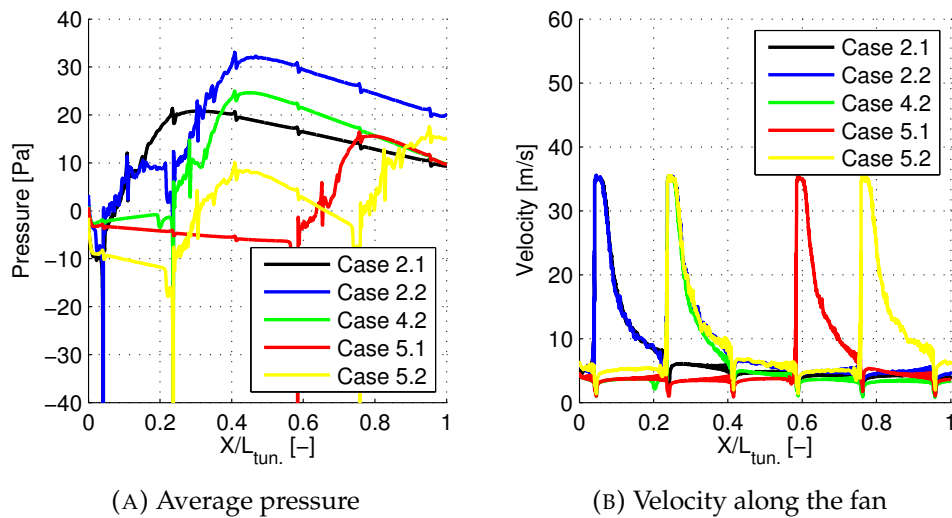 40
30
20
10
0
−10
−20
−30
−40
Pressure [Pa]
0 0.2 0.4 0.6 0.8 1
X/L tun. [−]
Case 2.1
Case 2.2
Case 4.2
Case 5.1
Case 5.2
(A) Average pressure
60
50
40
30
20
10
0
Velocity [m/s]
0 0.2 0.4 0.6 0.8 1
X/L tun. [−]
Case 2.1
Case 2.2
Case 4.2
Case 5.1
Case 5.2
(B) Velocity along the fan